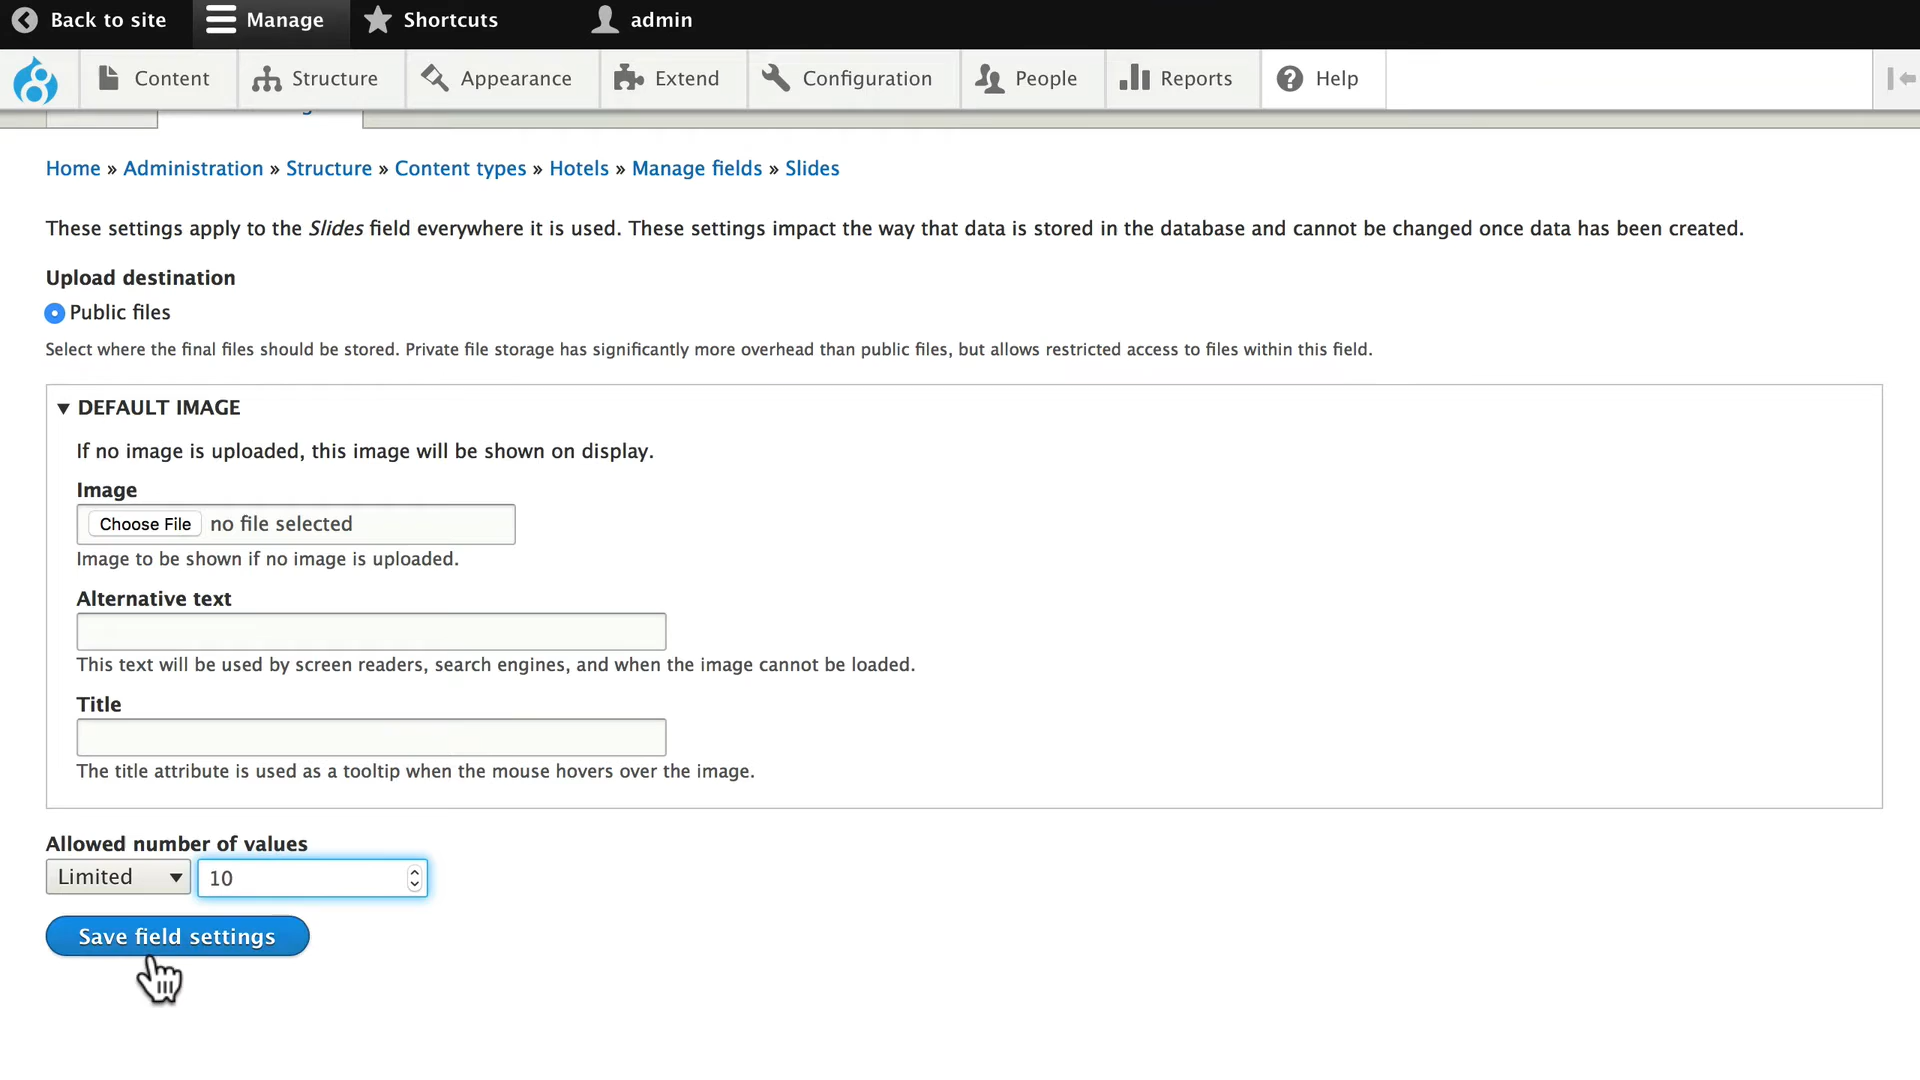 Back to site Manage Shortcuts admin
Content Structure Appearance Extend Configuration People Reports Help
Home » Administration » Structure » Content types » Hotels » Manage fields » Slides
These settings apply to the Slides field everywhere it is used. These settings impact the way that data is stored in the database and cannot be changed once data has been created.
Upload destination
Public files
Select where the final files should be stored. Private file storage has significantly more overhead than public files, but allows restricted access to files within this field.
DEFAULT IMAGE
If no image is uploaded, this image will be shown on display.
Image
Choose File no file selected
Image to be shown if no image is uploaded.
Alternative text
This text will be used by screen readers, search engines, and when the image cannot be loaded.
Title
The title attribute is used as a tooltip when the mouse hovers over the image.
Allowed number of values
Limited 10
Save field settings